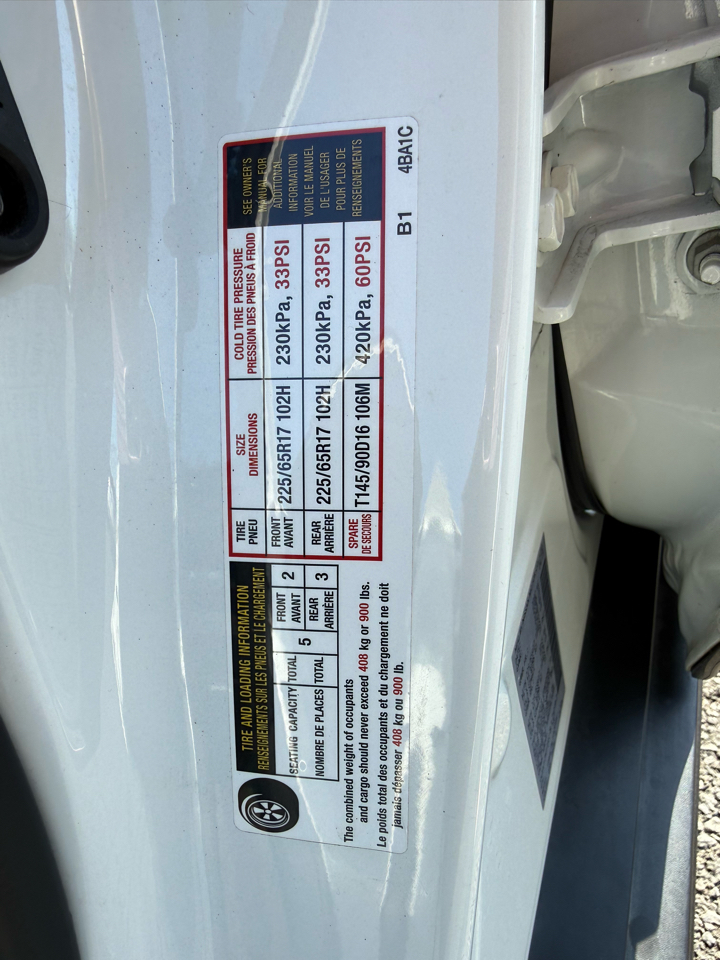 TIRE AND LOADING INFORMATION
RENSEIGNEMENTS SUR LES PNEUS ET LE CHARGEMENT
SEATING CAPACITY TOTAL 5 FRONT AVANT 2
NOMBRE DE PLACES TOTAL REAR ARRIÈRE 3
The combined weight of occupants
and cargo should never exceed 408 kg or 900 lbs.
Le poids total des occupants et du chargement ne doit
jamais dépasser 408 kg ou 900 lb.
TIRE PNEU SIZE DIMENSIONS COLD TIRE PRESSURE PRESSION DES PNEUS À FROID
FRONT AVANT 225/65R17 102H 230kPa, 33PSI
REAR ARRIÈRE 225/65R17 102H 230kPa, 33PSI
SPARE DE SECOURS T145/90D16 106M 420kPa, 60PSI
SEE OWNER'S
MANUAL FOR
ADDITIONAL
INFORMATION
VOIR LE MANUEL
DE L'USAGER
POUR PLUS DE
RENSEIGNEMENTS
B1 4BA1C